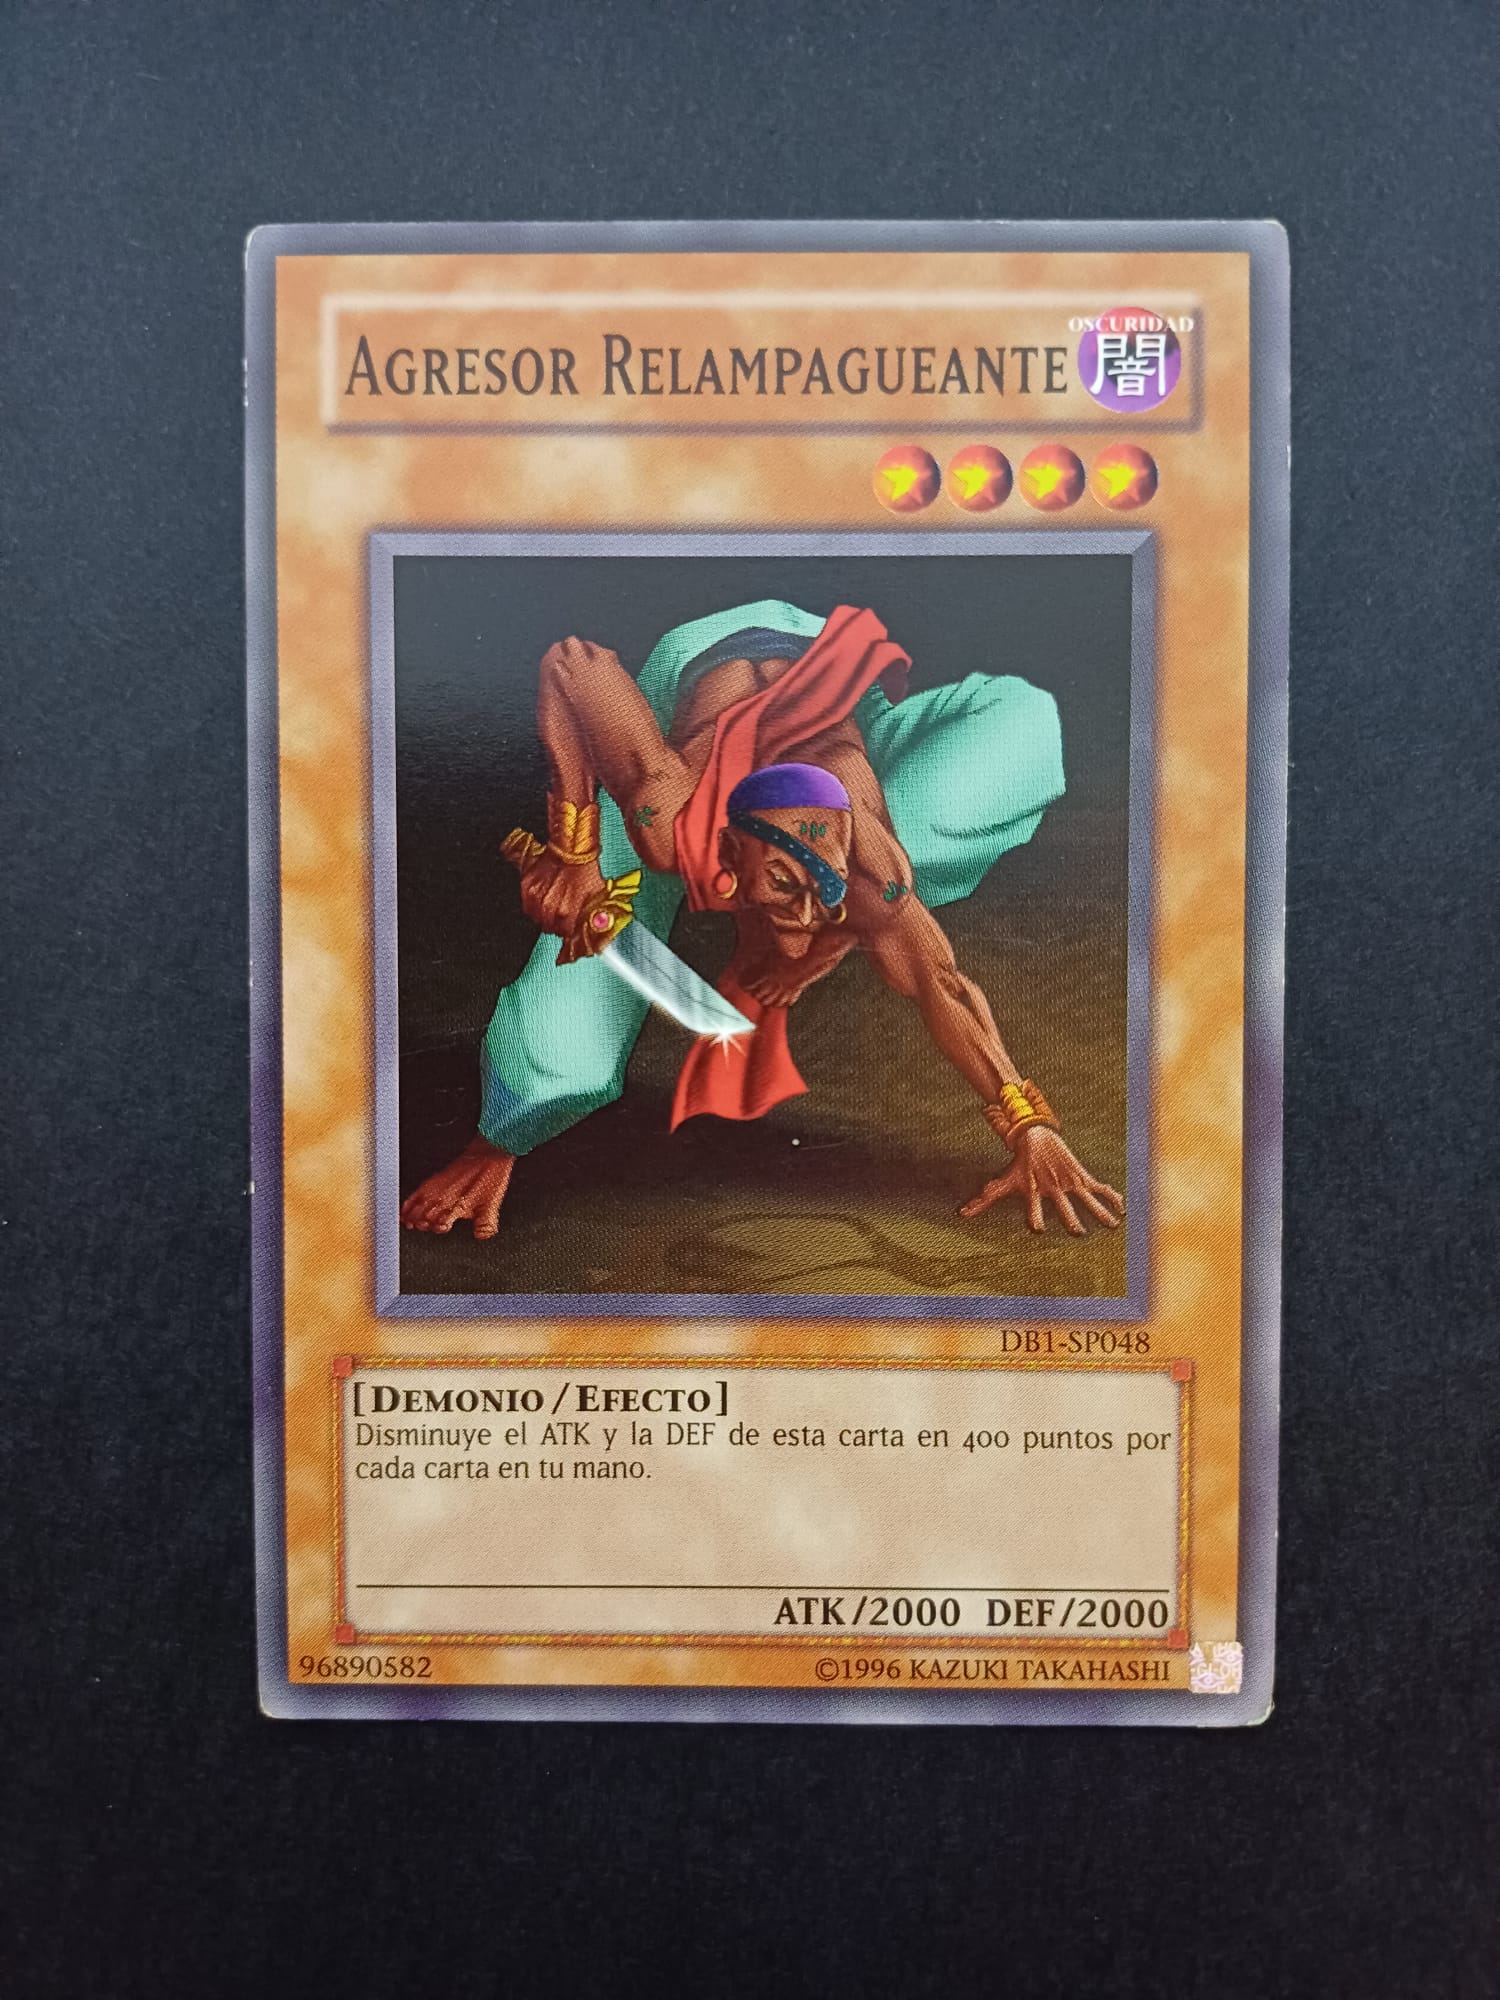 Agresor Relampagueante
OSCURIDAD
闇
DB1-SP048
[Demonio/Efecto]
Disminuye el ATK y la DEF de esta carta en 400 puntos por
cada carta en tu mano.
ATK/2000 DEF/2000
96890582 ©1996 KAZUKI TAKAHASHI